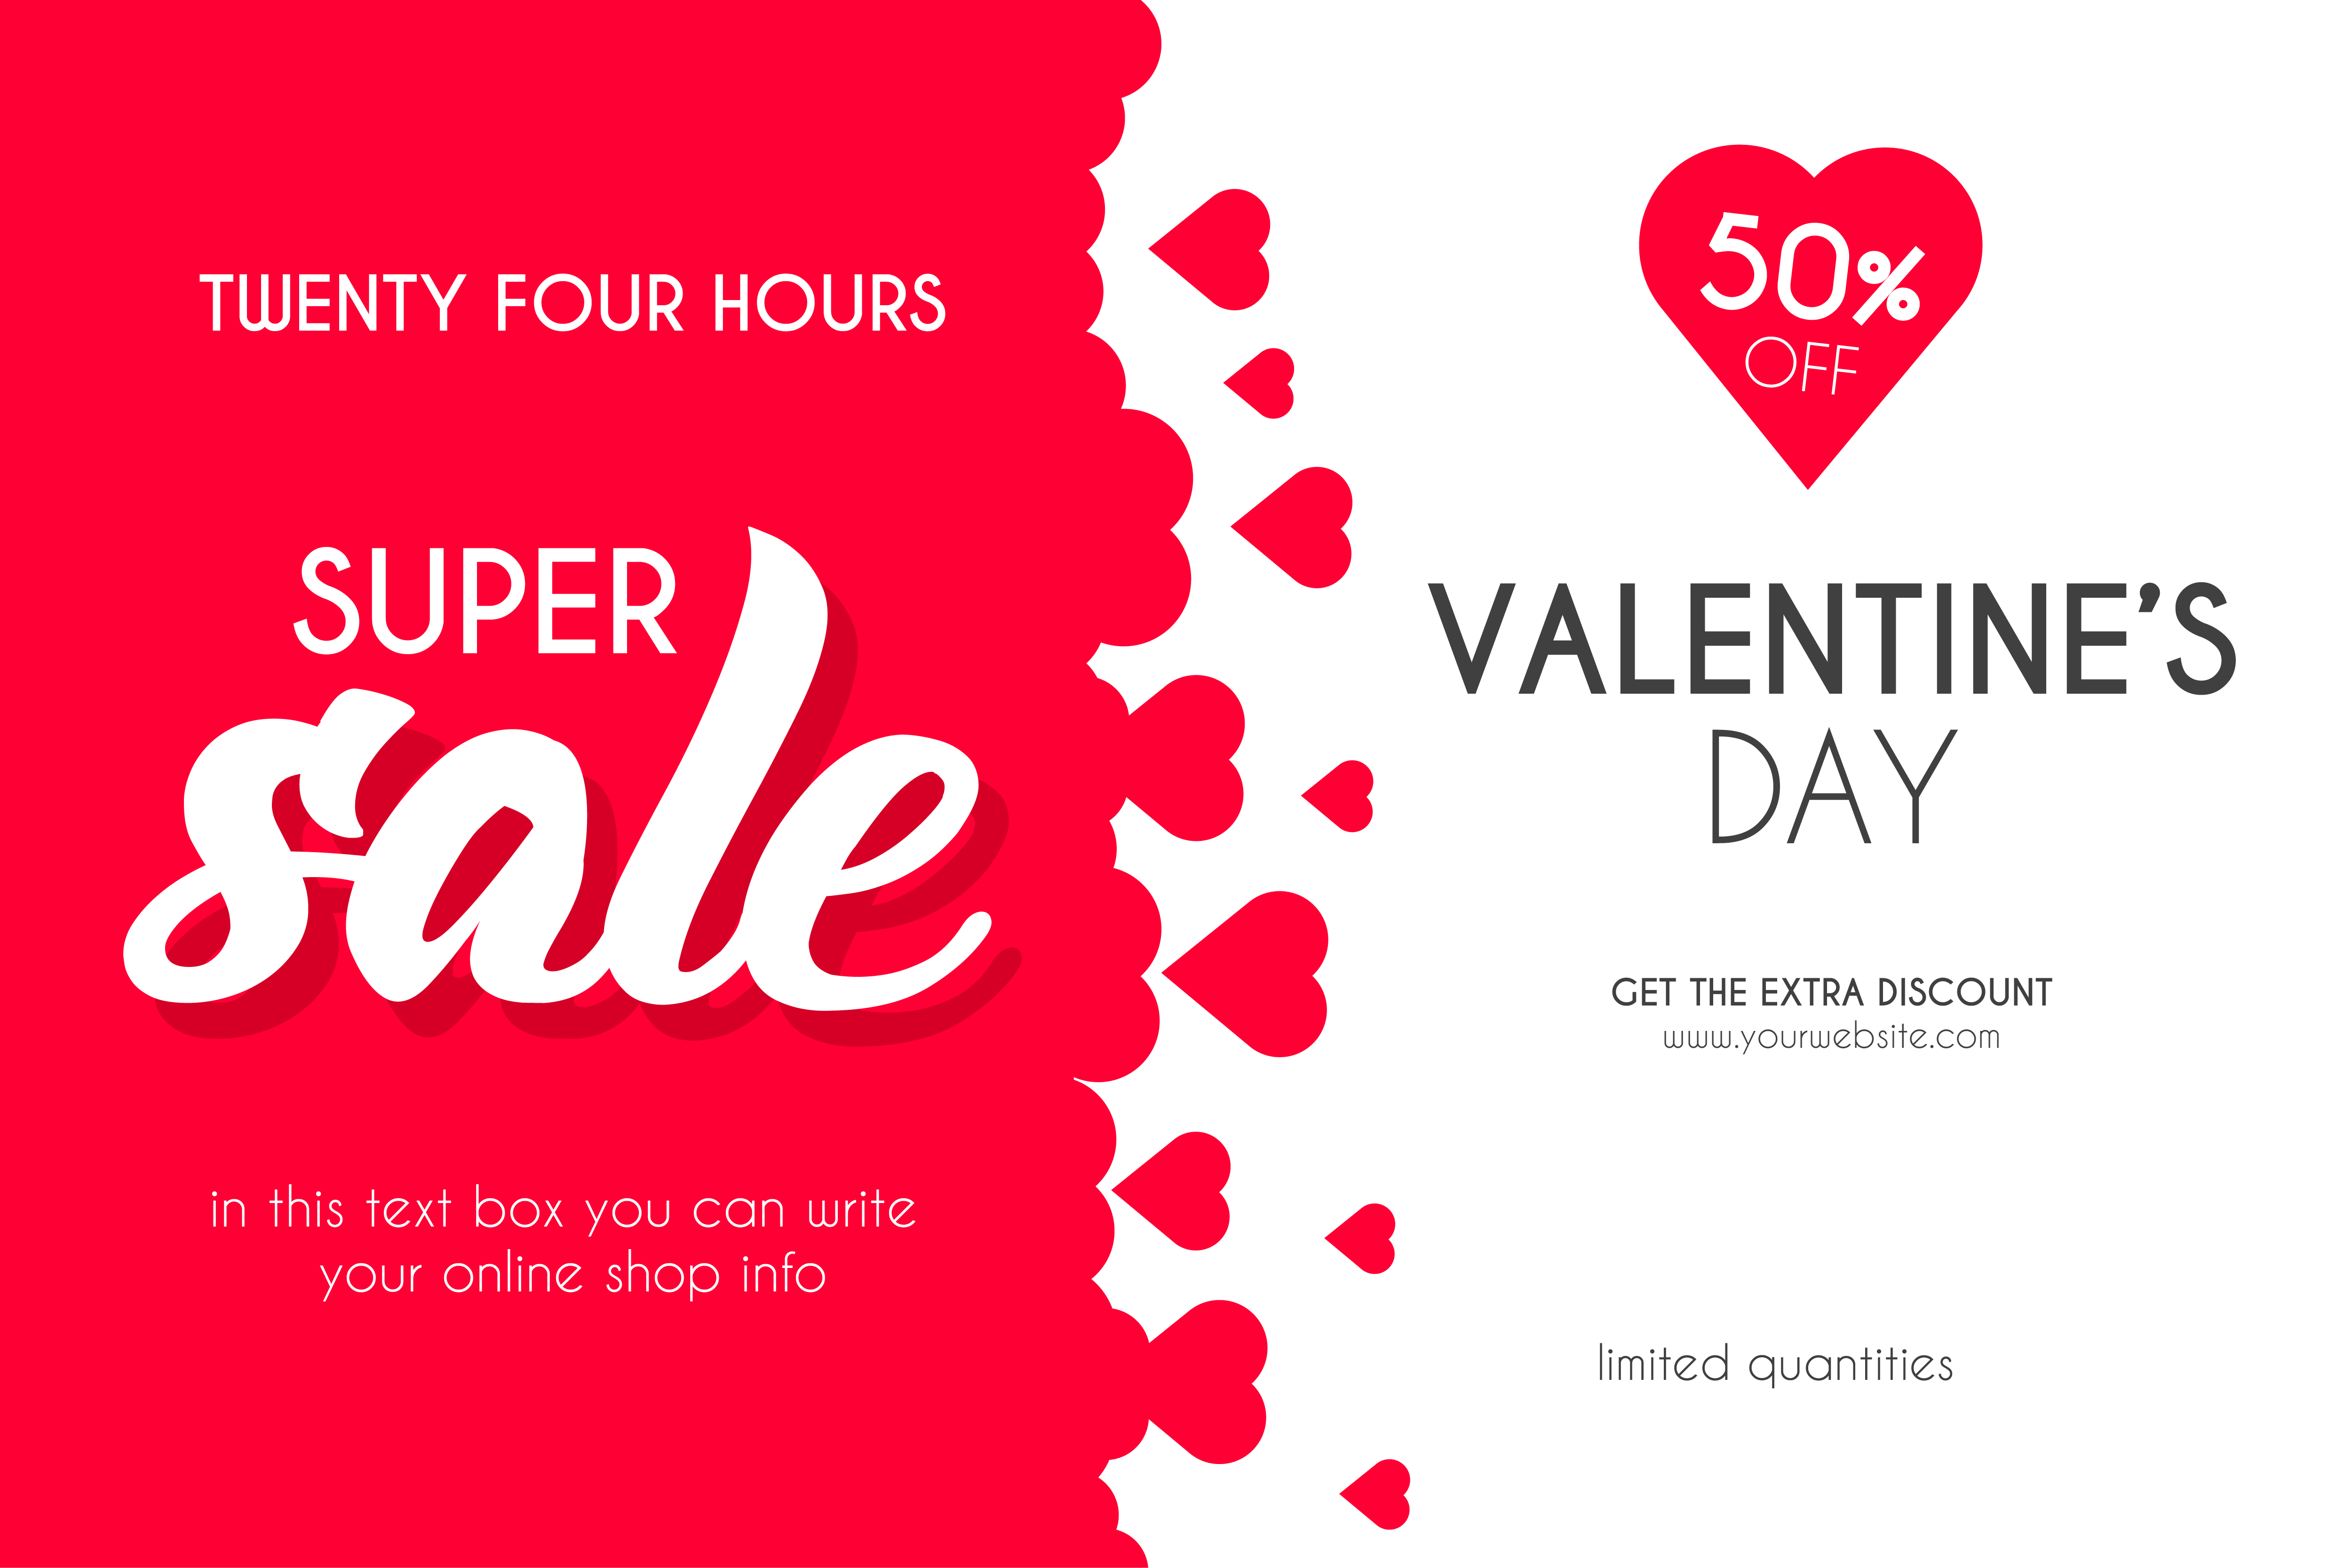 TWENTY FOUR HOURS
SUPER
sale
in this text box you can write
your online shop info
50%
OFF
VALENTINE'S
DAY
GET THE EXTRA DISCOUNT
www.yourwebsite.com
limited quantities